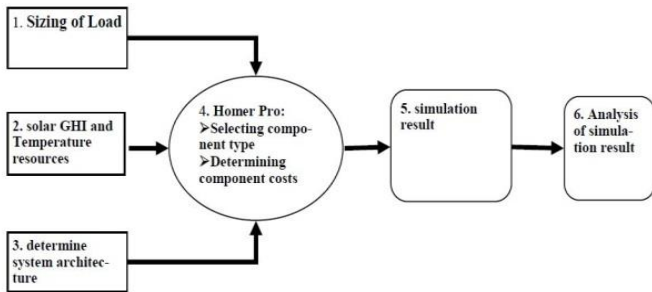 1. Sizing of Load
2. solar GHI and
Temperature
resources
3. determine
system architec-
ture
4. Homer Pro:
➢Selecting compo-
nent type
➢Determining
component costs
5. simulation
result
6. Analysis
of simula-
tion result